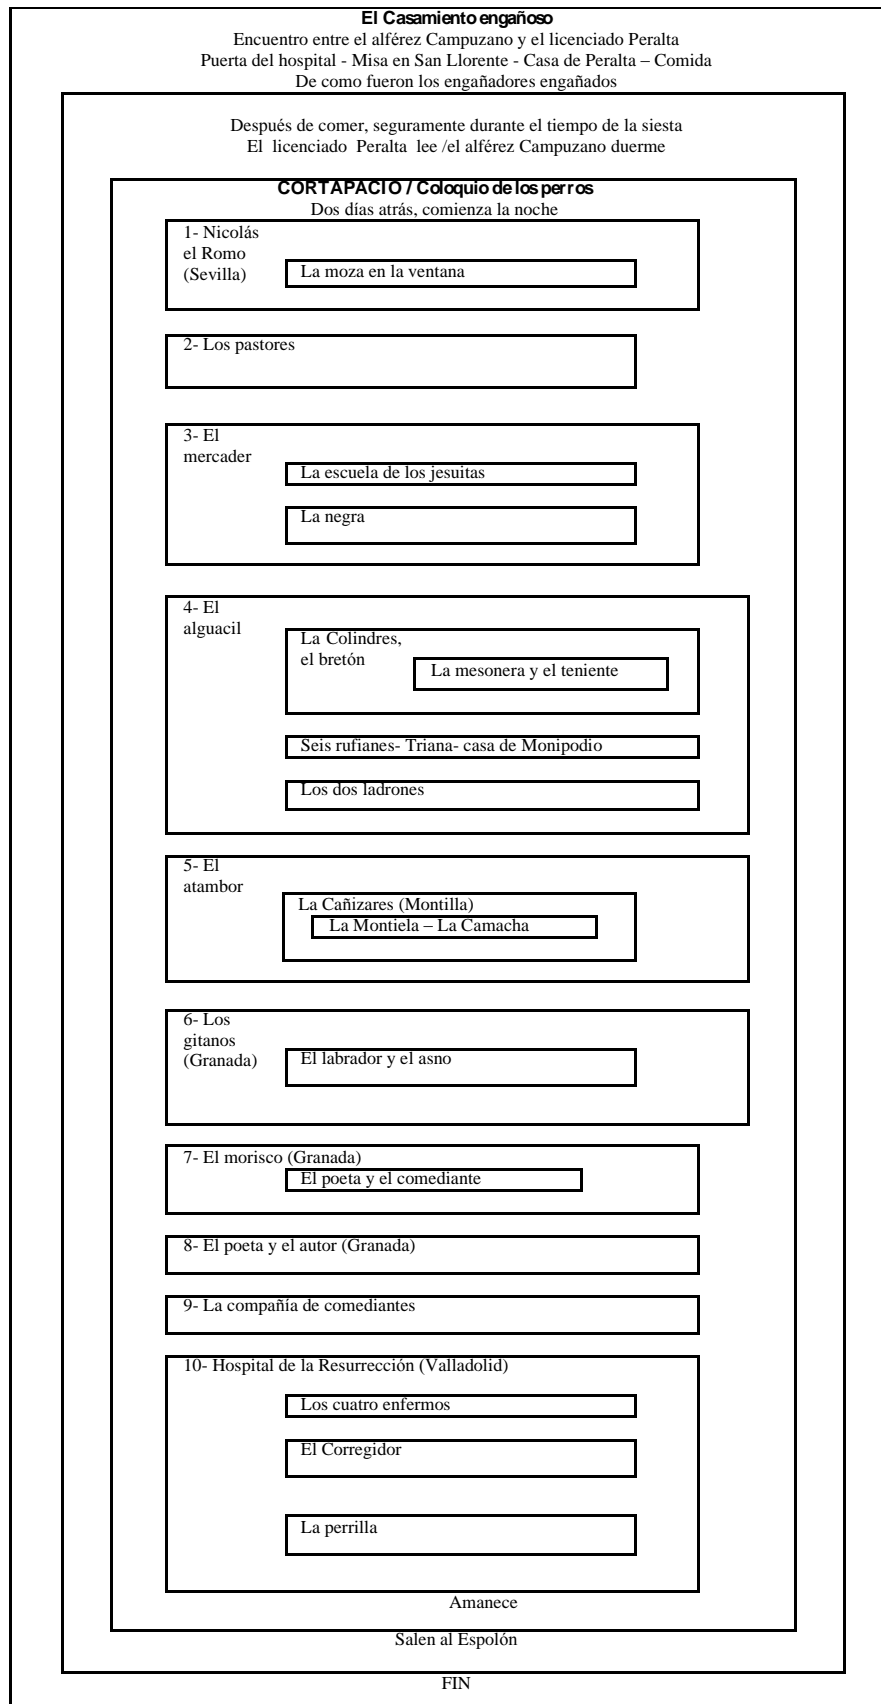 El Casamiento engañoso
Encuentro entre el alférez Campuzano y el licenciado Peralta
Puerta del hospital - Misa en San Llorente - Casa de Peralta – Comida
De como fueron los engañadores engañados
Después de comer, seguramente durante el tiempo de la siesta
El licenciado Peralta lee /el alférez Campuzano duerme
CORTAPACIO / Coloquio de los perros
Dos días atrás, comienza la noche
1- Nicolás
el Romo
(Sevilla)
La moza en la ventana
2- Los pastores
3- El
mercader
La escuela de los jesuitas
La negra
4- El
alguacil
La Colindres,
el bretón
La mesonera y el teniente
Seis rufianes- Triana- casa de Monipodio
Los dos ladrones
5- El
atambor
La Cañizares (Montilla)
La Montiela – La Camacha
6- Los
gitanos
(Granada)
El labrador y el asno
7- El morisco (Granada)
El poeta y el comediante
8- El poeta y el autor (Granada)
9- La compañía de comediantes
10- Hospital de la Resurrección (Valladolid)
Los cuatro enfermos
El Corregidor
La perrilla
Amanece
Salen al Espolón
FIN